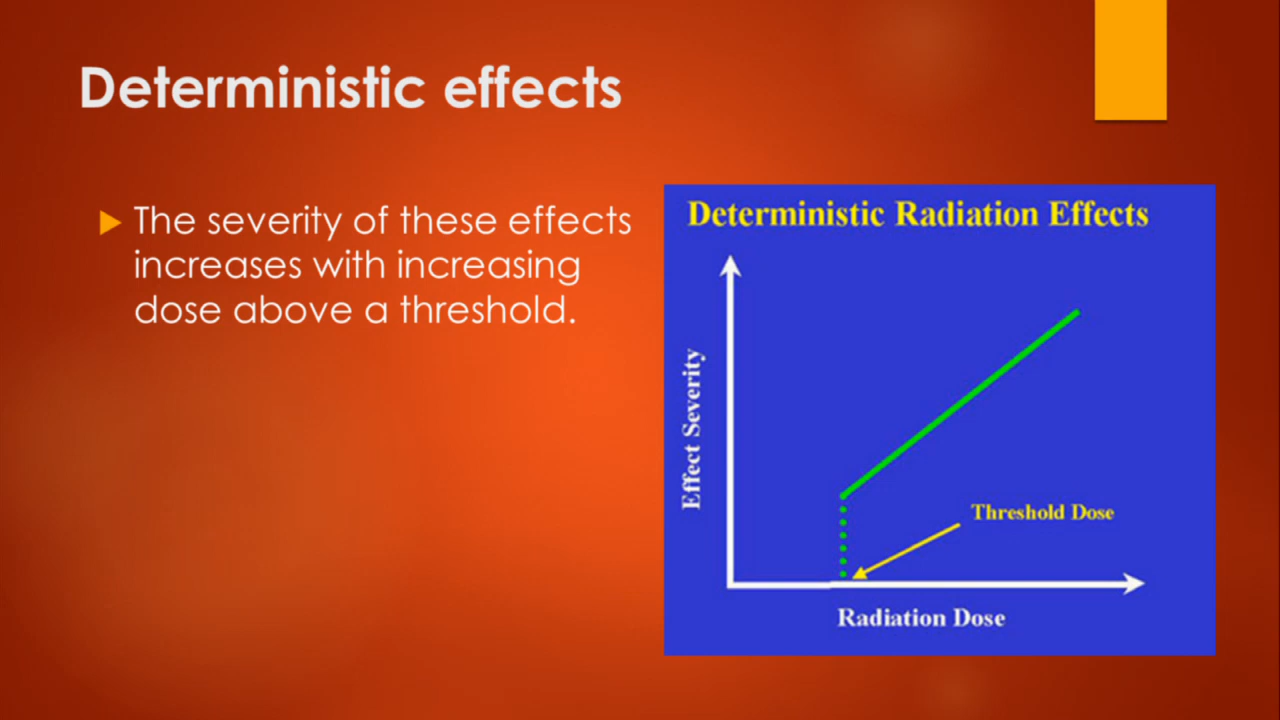 Deterministic effects
The severity of these effects
increases with increasing
dose above a threshold.
Deterministic Radiation Effects
Effect Severity
Threshold Dose
Radiation Dose